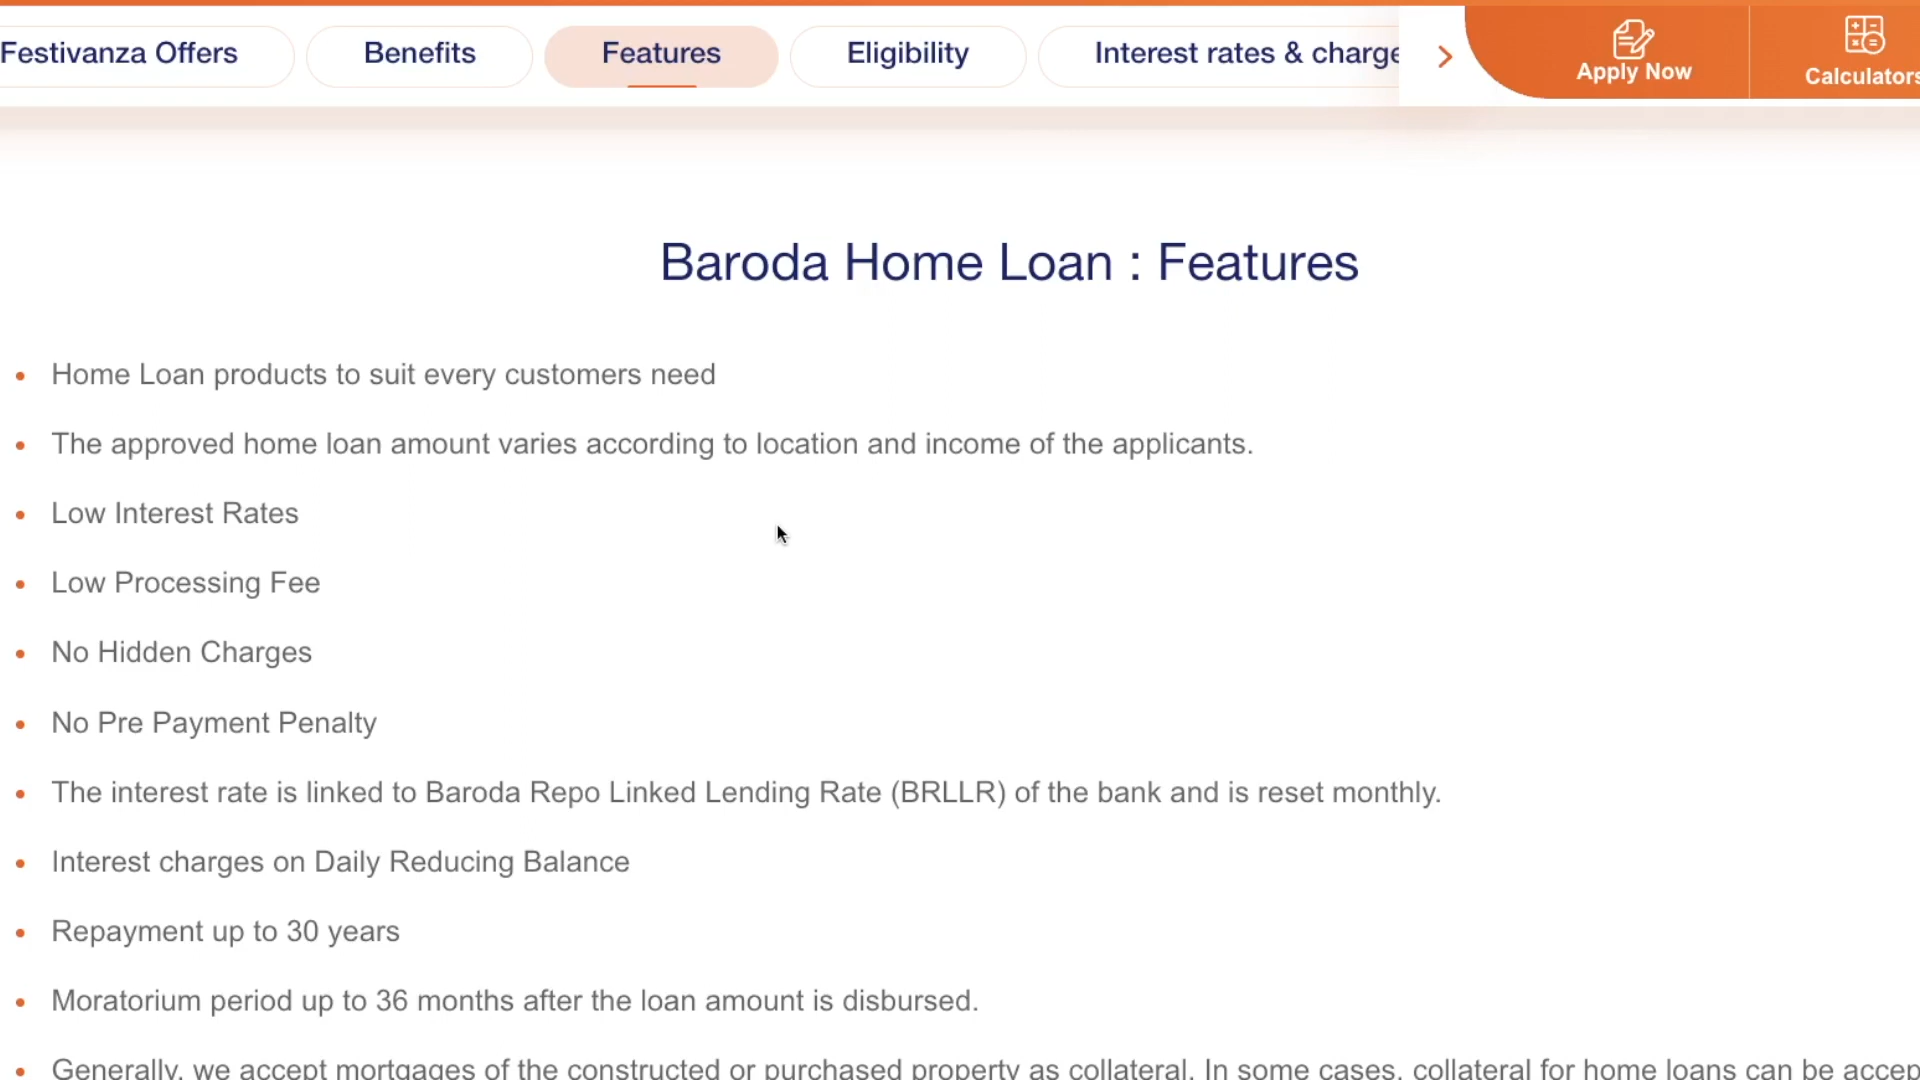 Festivanza Offers
Benefits
Features
Eligibility
Interest rates & charge
Apply Now
Calculators
Baroda Home Loan : Features
Home Loan products to suit every customers need
The approved home loan amount varies according to location and income of the applicants.
Low Interest Rates
Low Processing Fee
No Hidden Charges
No Pre Payment Penalty
The interest rate is linked to Baroda Repo Linked Lending Rate (BRLLR) of the bank and is reset monthly.
Interest charges on Daily Reducing Balance
Repayment up to 30 years
Moratorium period up to 36 months after the loan amount is disbursed.
Generally, we accept mortgages of the constructed or purchased property as collateral. In some cases, collateral for home loans can be accep